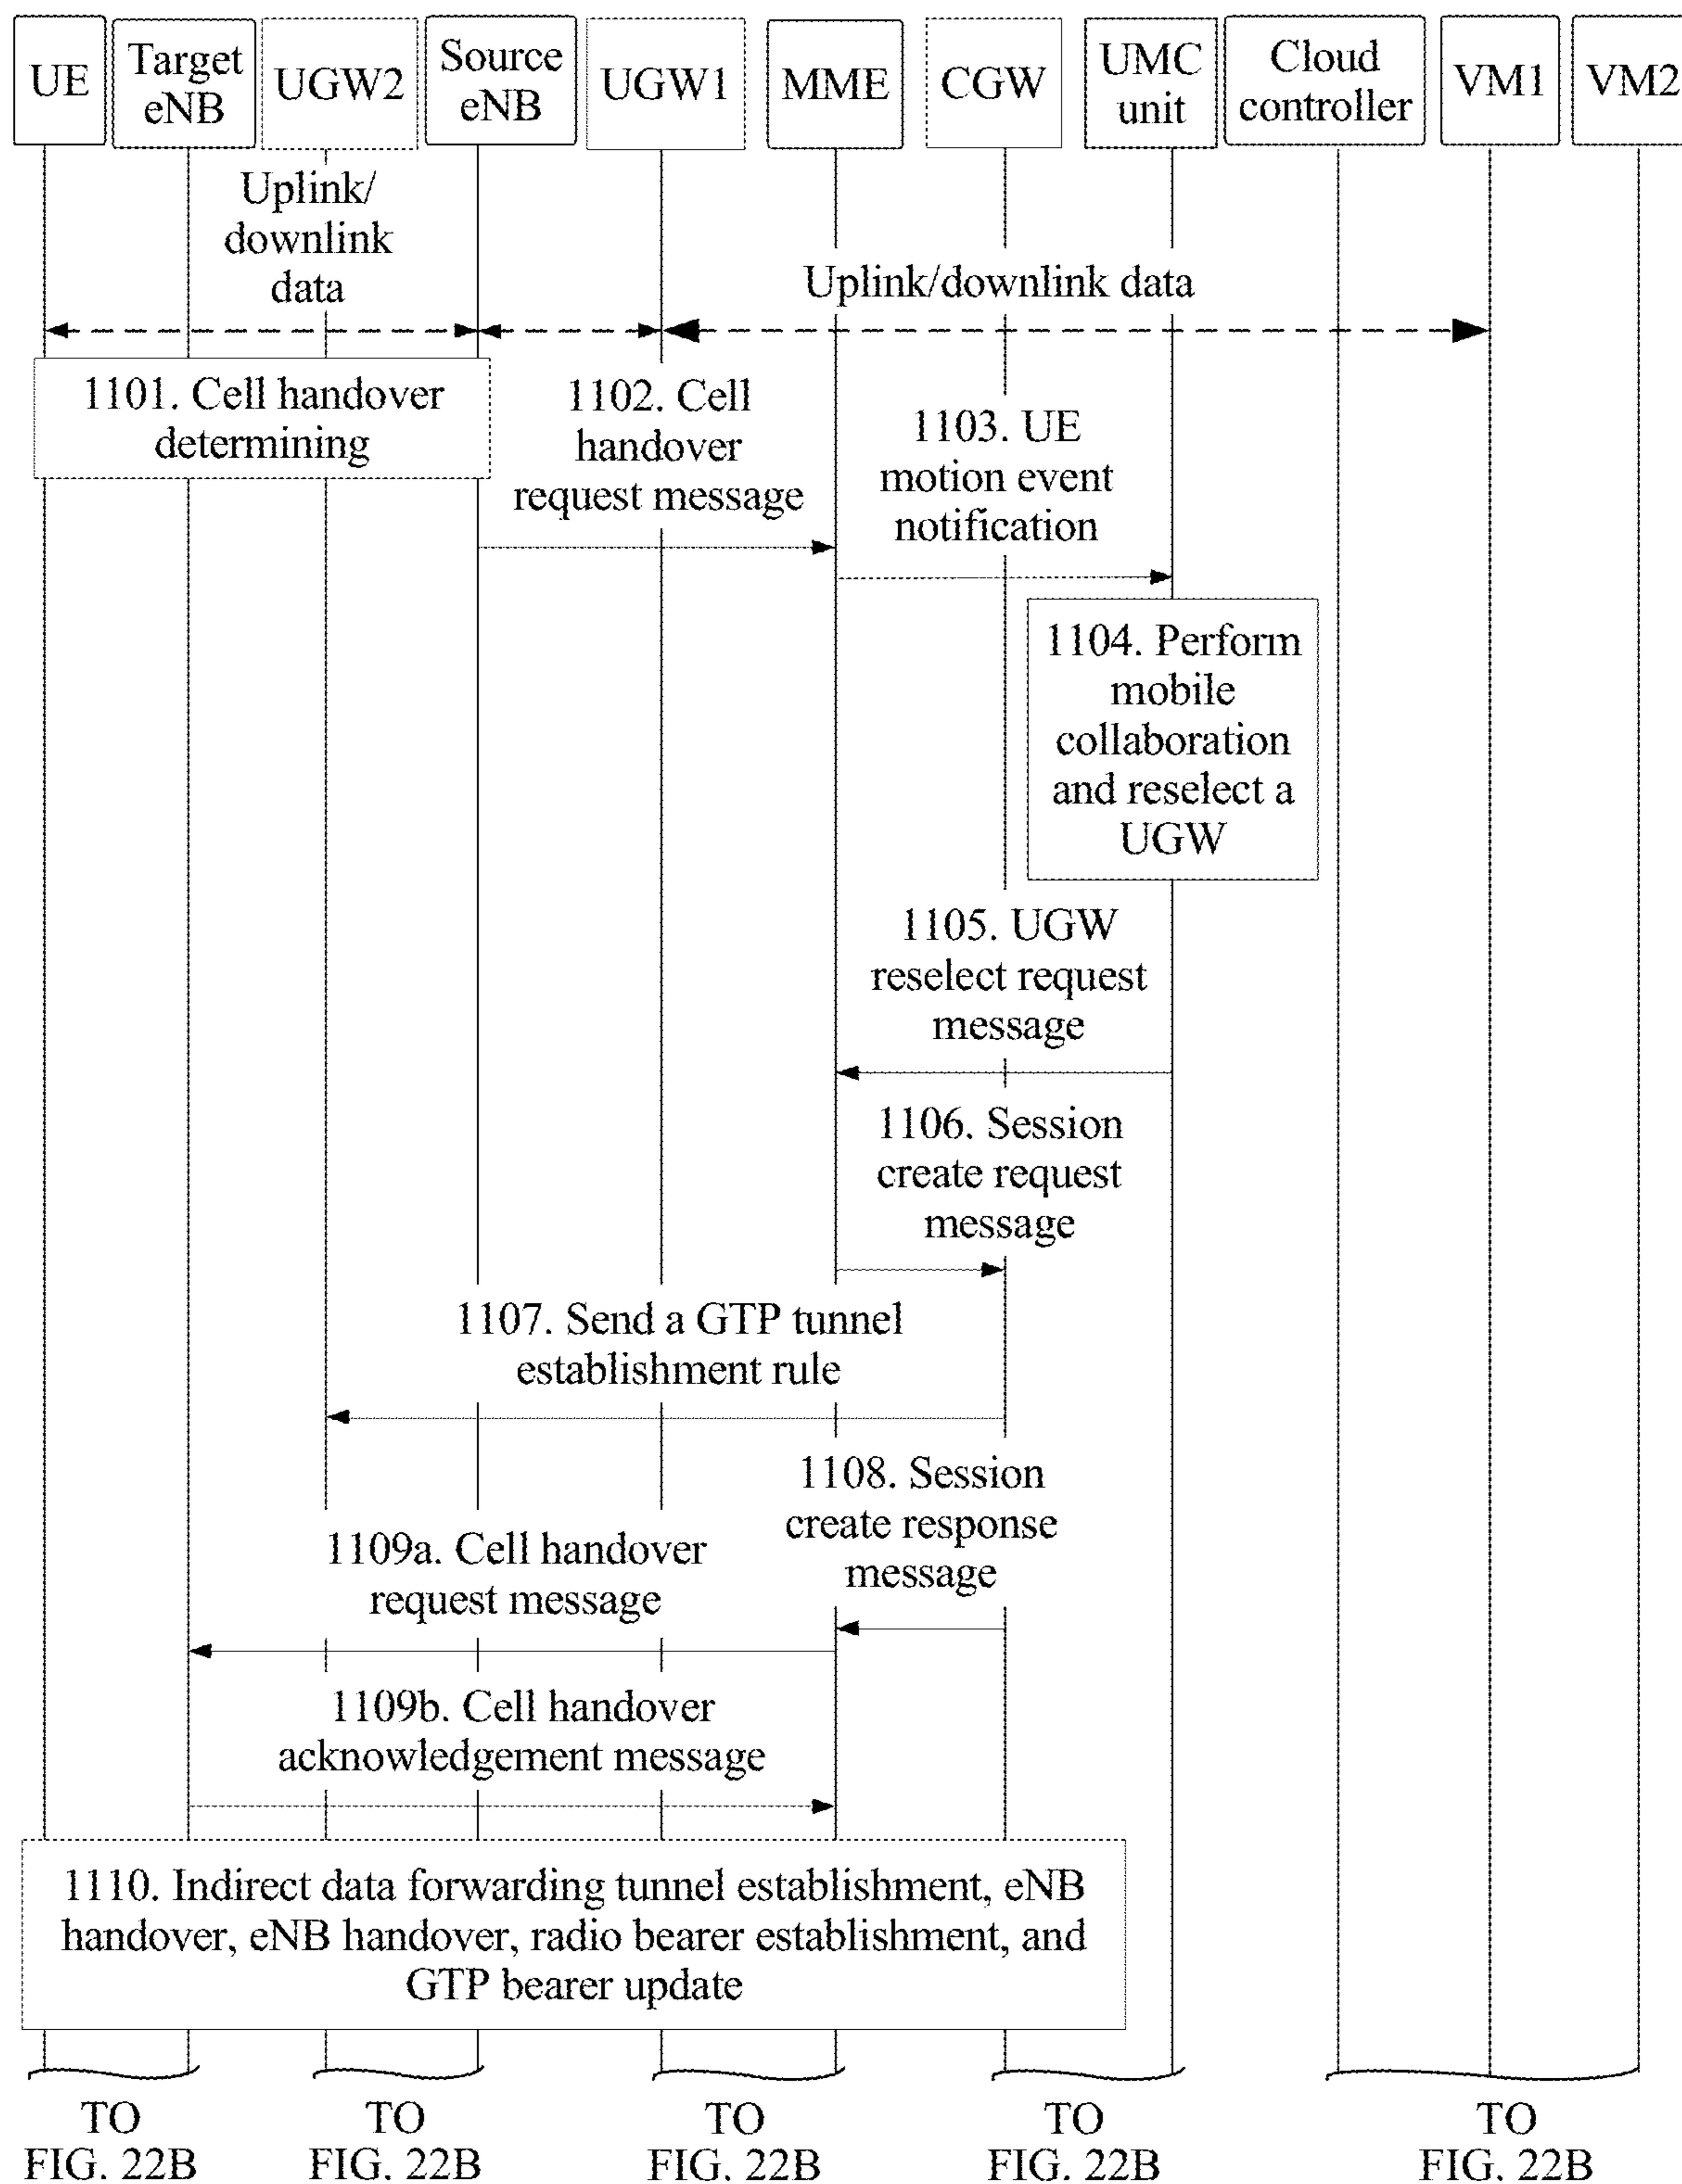 UE
Target
eNB
UGW2
Source
eNB
UGW1
MME
CGW
UMC
unit
Cloud
controller
VM1
VM2
Uplink/
downlink
data
Uplink/downlink data
1101. Cell handover
determining
1102. Cell
handover
request message
1103. UE
motion event
notification
1104. Perform
mobile
collaboration
and reselect a
UGW
1105. UGW
reselect request
message
1106. Session
create request
message
1107. Send a GTP tunnel
establishment rule
1108. Session
create response
message
1109a. Cell handover
request message
1109b. Cell handover
acknowledgement message
1110. Indirect data forwarding tunnel establishment, eNB
handover, eNB handover, radio bearer establishment, and
GTP bearer update
TO
FIG. 22B
TO
FIG. 22B
TO
FIG. 22B
TO
FIG. 22B
TO
FIG. 22B